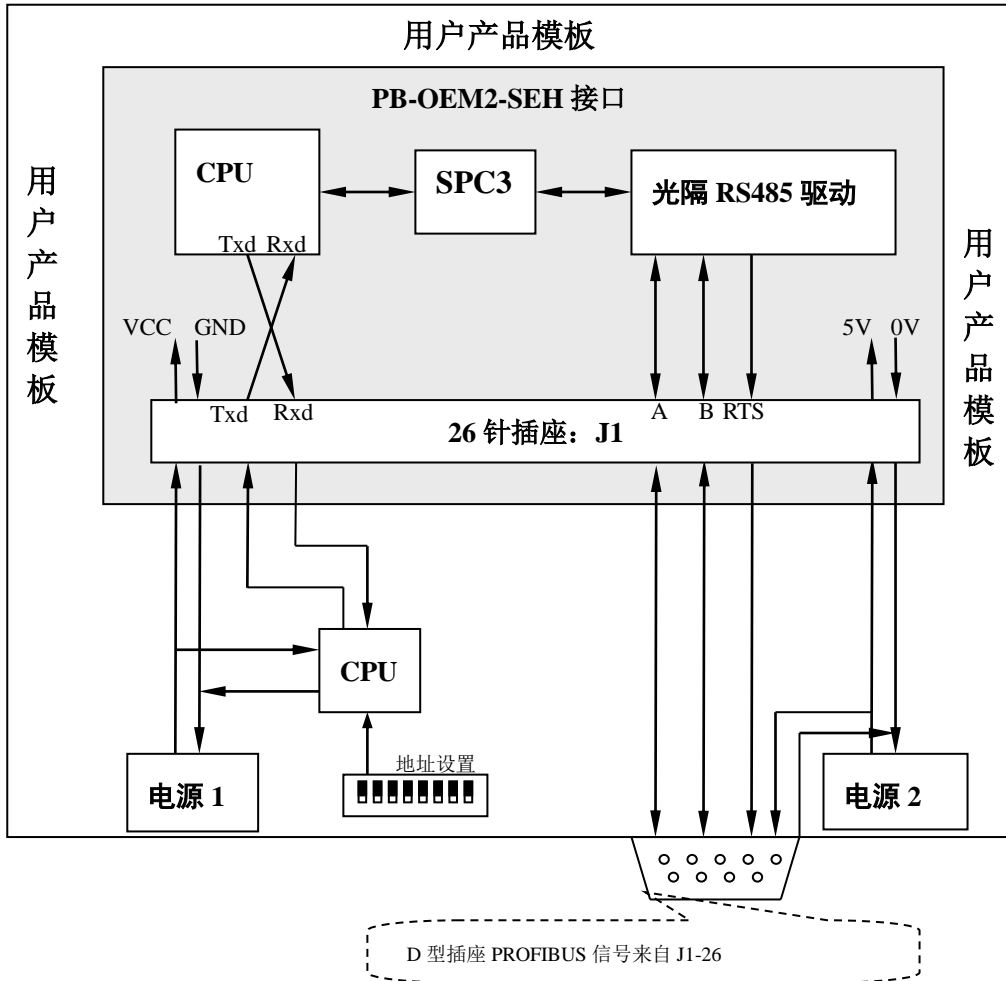 用户产品模板
PB-OEM2-SEH 接口
用户产品模板
CPU
SPC3
光隔 RS485 驱动
用户产品模板
Txd Rxd
VCC GND
5V 0V
Txd Rxd
A B RTS
26 针插座：J1
CPU
地址设置
电源 1
电源 2
D 型插座 PROFIBUS 信号来自 J1-26